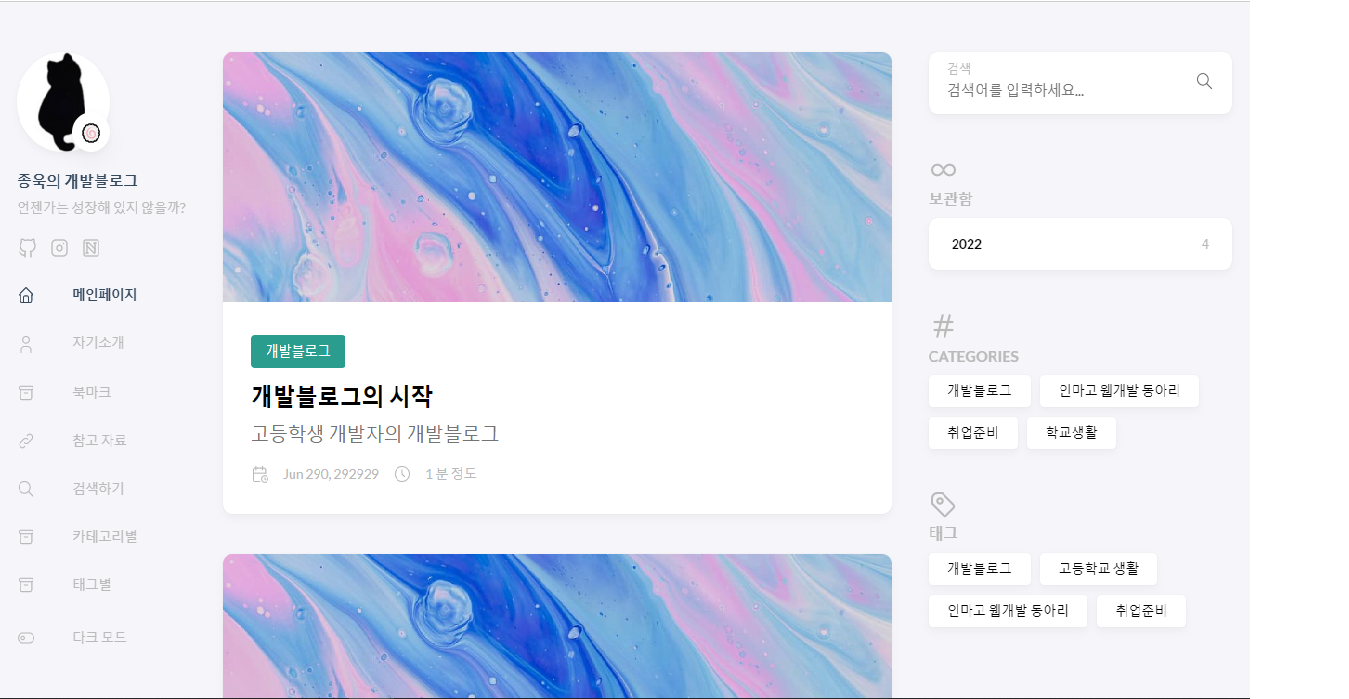 종욱의 개발블로그
언젠가는 성장해 있지 않을까?
메인페이지
자기소개
북마크
참고 자료
검색하기
카테고리별
태그별
다크 모드
개발블로그
개발블로그의 시작
고등학생 개발자의 개발블로그
Jun 290, 292929 1 분 정도
검색
검색어를 입력하세요...
보관함
2022 4
CATEGORIES
개발블로그 인마고 웹개발 동아리
취업준비 학교생활
태그
개발블로그 고등학교 생활
인마고 웹개발 동아리 취업준비